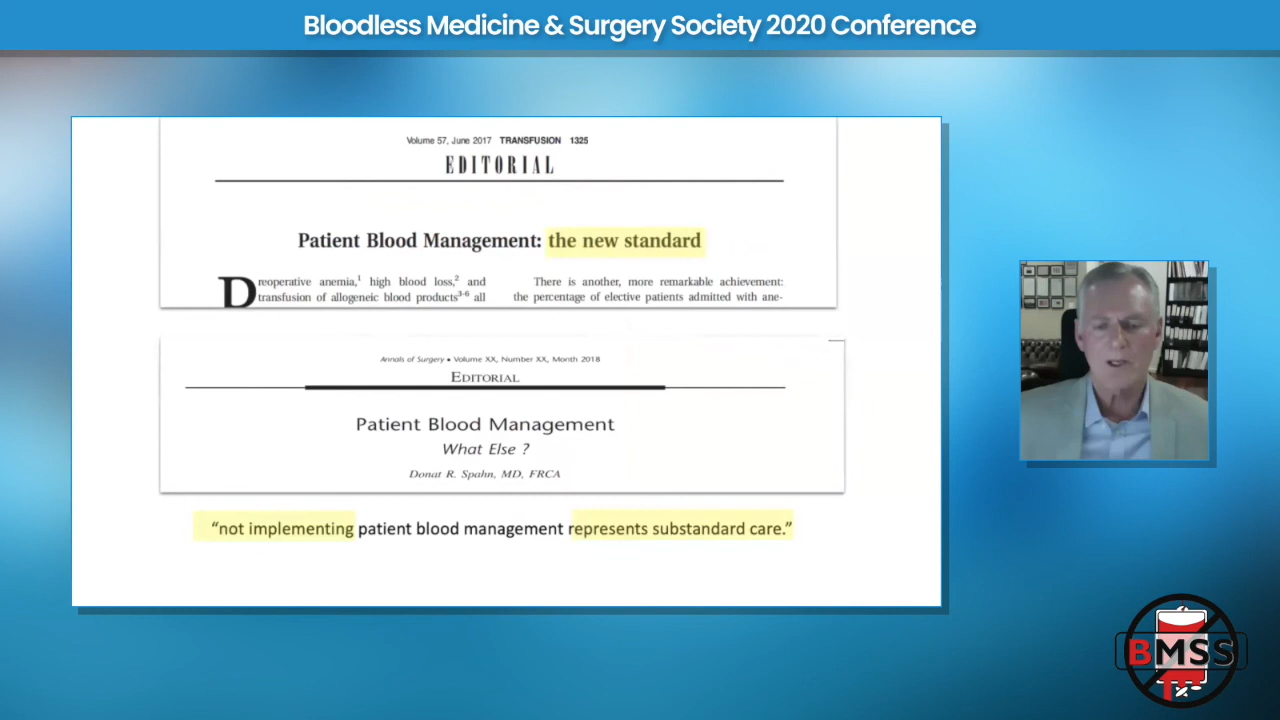 Bloodless Medicine & Surgery Society 2020 Conference
Volume 57, June 2017 TRANSFUSION 1325
EDITORIAL
Patient Blood Management: the new standard
Dreoperative anemia,1 high blood loss,2 and
transfusion of allogeneic blood products3-6 all
There is another, more remarkable achievement:
the percentage of elective patients admitted with ane-
Annals of Surgery • Volume XX, Number XX, Month 2018
EDITORIAL
Patient Blood Management
What Else ?
Donat R. Spahn, MD, FRCA
“not implementing patient blood management represents substandard care.”
BMSS